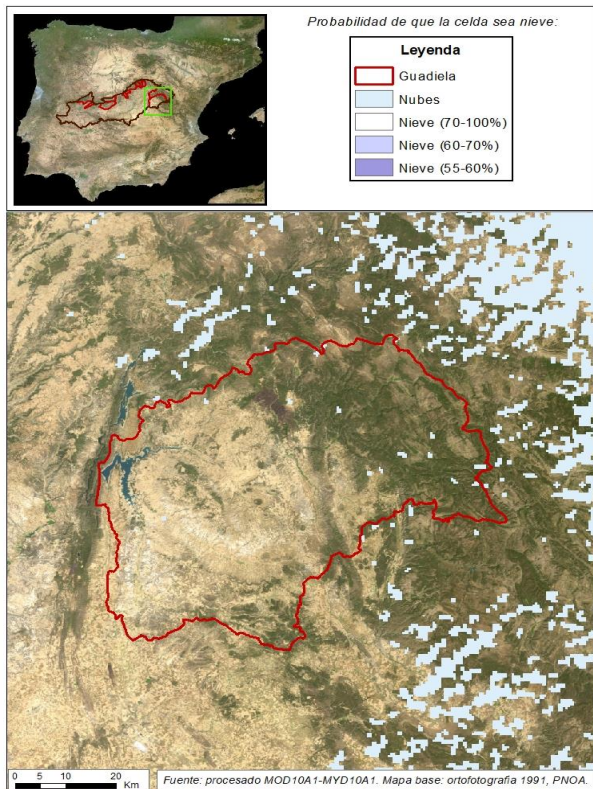 Probabilidad de que la celda sea nieve:
Leyenda
Guadiela
Nubes
Nieve (70-100%)
Nieve (60-70%)
Nieve (55-60%)
0 5 10 20
Km
Fuente: procesado MOD10A1-MYD10A1. Mapa base: ortofotografia 1991, PNOA.